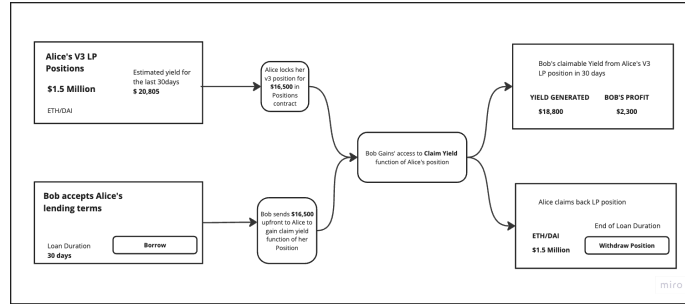 Alice's V3 LP
Positions
$1.5 Million
ETH/DAI
Estimated yield for
the last 30days
$ 20,805
Alice locks her
v3 position for
$16,500 in
Positions
contract
Bob accepts Alice's
lending terms
Loan Duration
30 days
Borrow
Bob sends $16,500
upfront to Alice to
gain claim yield
function of her
Position
Bob Gains' access to Claim Yield
function of Alice's position
Bob's claimable Yield from Alice's V3
LP position in 30 days
YIELD GENERATED BOB'S PROFIT
$18,800 $2,300
Alice claims back LP position
End of Loan Duration
ETH/DAI
$1.5 Million
Withdraw Position
miro